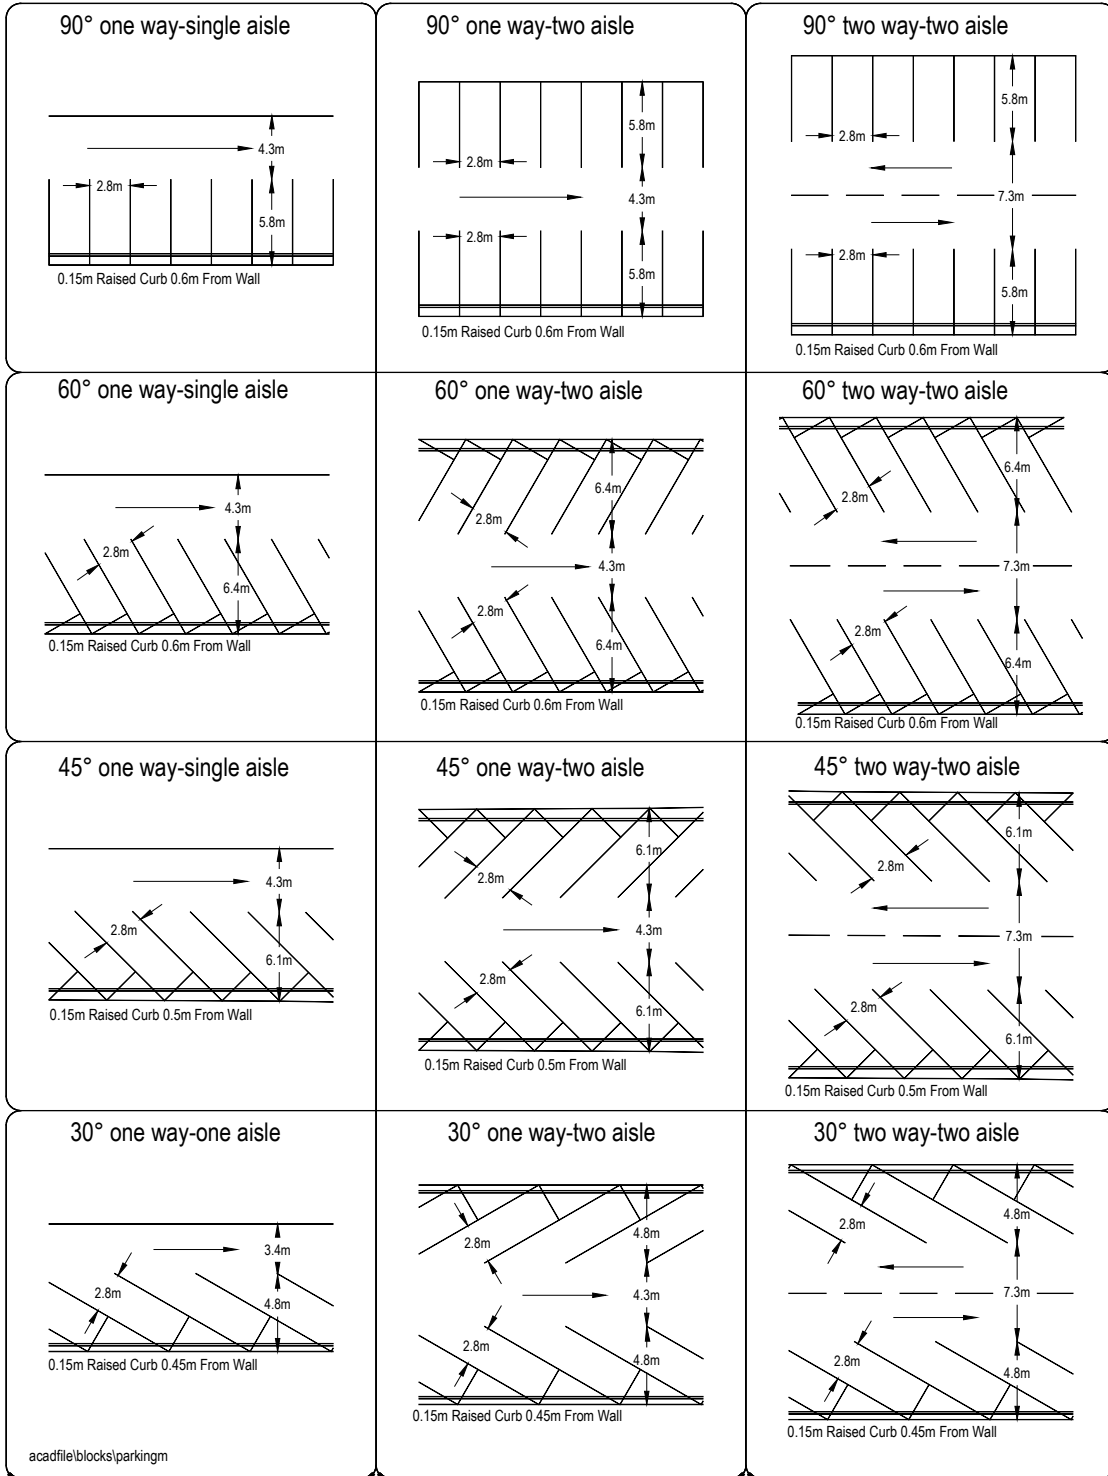 90° one way-single aisle
4.3m
2.8m
5.8m
0.15m Raised Curb 0.6m From Wall
90° one way-two aisle
5.8m
2.8m
4.3m
2.8m
5.8m
0.15m Raised Curb 0.6m From Wall
90° two way-two aisle
5.8m
2.8m
7.3m
2.8m
5.8m
0.15m Raised Curb 0.6m From Wall
60° one way-single aisle
4.3m
2.8m
6.4m
0.15m Raised Curb 0.6m From Wall
60° one way-two aisle
6.4m
2.8m
4.3m
2.8m
6.4m
0.15m Raised Curb 0.6m From Wall
60° two way-two aisle
6.4m
2.8m
7.3m
2.8m
6.4m
0.15m Raised Curb 0.6m From Wall
45° one way-single aisle
4.3m
2.8m
6.1m
0.15m Raised Curb 0.5m From Wall
45° one way-two aisle
6.1m
2.8m
4.3m
2.8m
6.1m
0.15m Raised Curb 0.5m From Wall
45° two way-two aisle
6.1m
2.8m
7.3m
2.8m
6.1m
0.15m Raised Curb 0.5m From Wall
30° one way-one aisle
3.4m
2.8m
4.8m
0.15m Raised Curb 0.45m From Wall
acadfile\blocks\parkingm
30° one way-two aisle
4.8m
2.8m
4.3m
2.8m
4.8m
0.15m Raised Curb 0.45m From Wall
30° two way-two aisle
4.8m
2.8m
7.3m
2.8m
4.8m
0.15m Raised Curb 0.45m From Wall